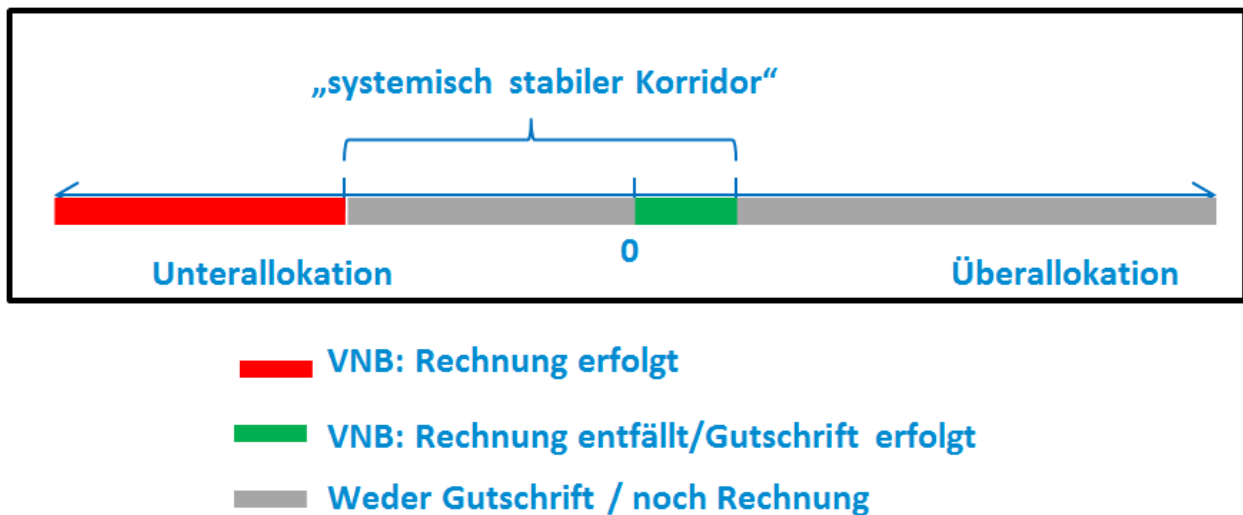 „systemisch stabiler Korridor“
0
Unterallokation Überallokation
VNB: Rechnung erfolgt
VNB: Rechnung entfällt/Gutschrift erfolgt
Weder Gutschrift / noch Rechnung